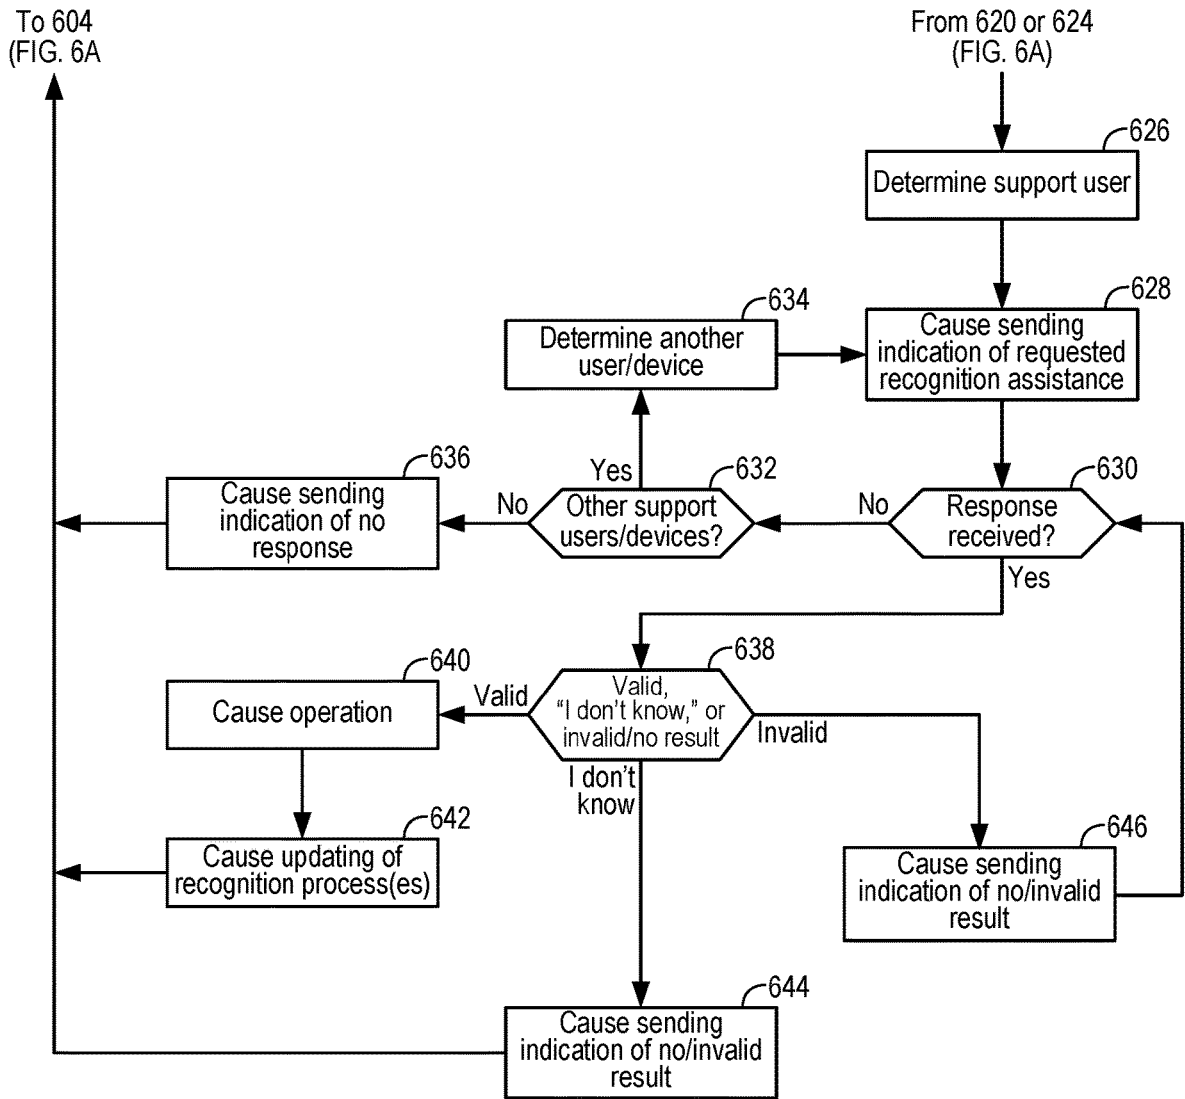 To 604
(FIG. 6A
From 620 or 624
(FIG. 6A)
626
Determine support user
628
Cause sending
indication of requested
recognition assistance
634
Determine another
user/device
Yes
632
Other support
users/devices?
No
636
Cause sending
indication of no
response
No
630
Response
received?
Yes
638
Valid,
“I don’t know,” or
invalid/no result
Valid
640
Cause operation
642
Cause updating of
recognition process(es)
I don’t
know
Invalid
646
Cause sending
indication of no/invalid
result
644
Cause sending
indication of no/invalid
result